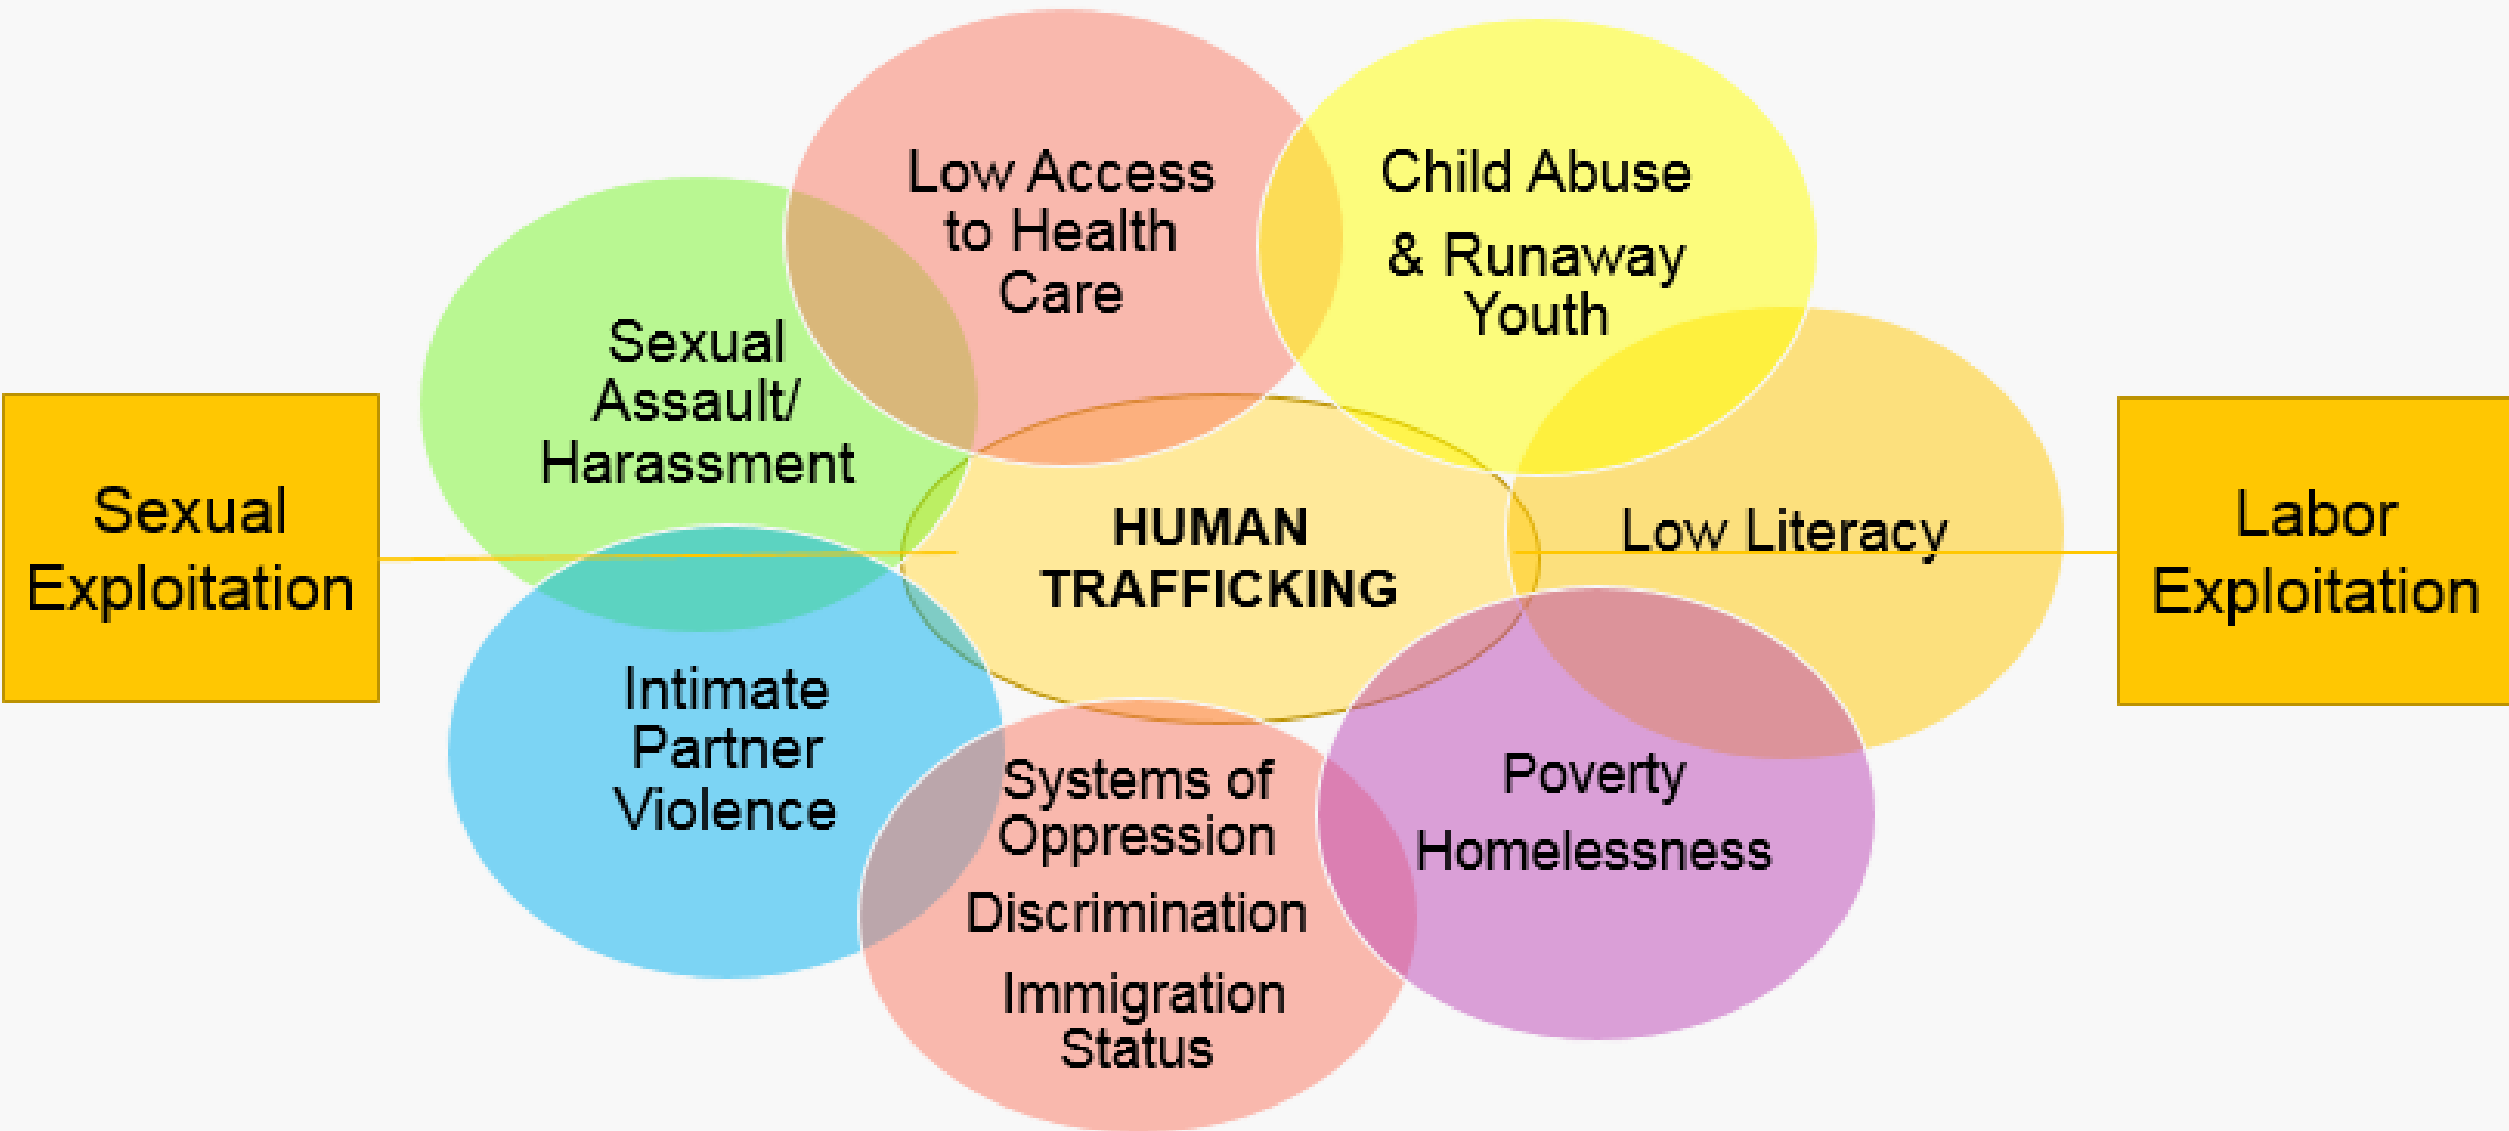 Low Access
to Health
Care
Child Abuse
& Runaway
Youth
Sexual
Assault/
Harassment
Sexual
Exploitation
HUMAN
TRAFFICKING
Low Literacy
Labor
Exploitation
Intimate
Partner
Violence
Systems of
Oppression
Discrimination
Immigration
Status
Poverty
Homelessness